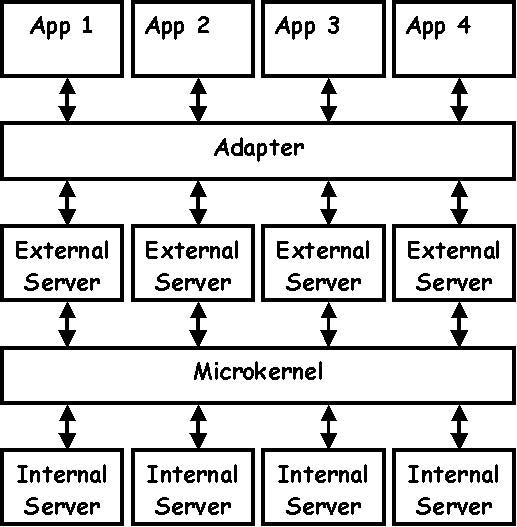 App 1 App 2 App 3 App 4
Adapter
External External External External
Server Server Server Server
Microkernel
Internal Internal Internal Internal
Server Server Server Server